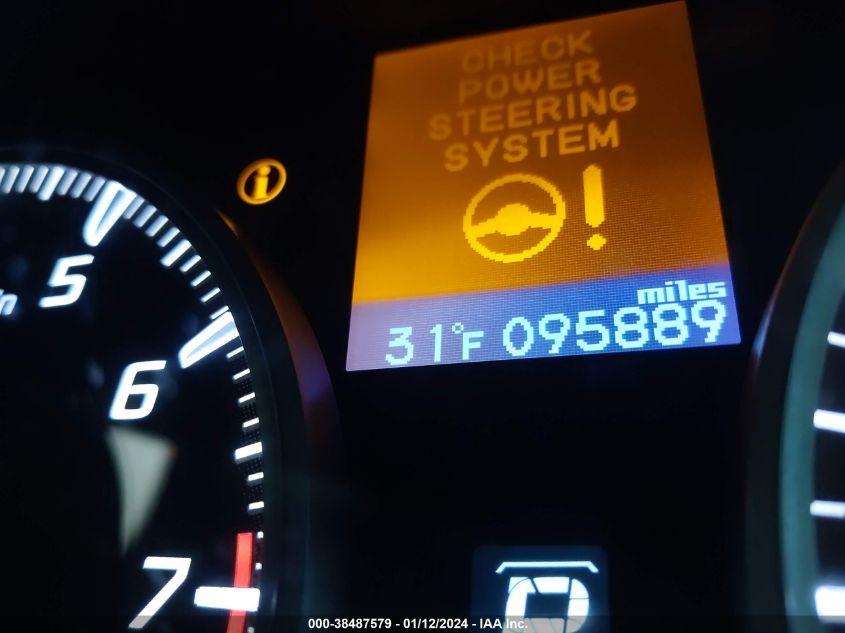 CHECK
POWER
STEERING
SYSTEM
i
!
miles
31°F 095889
5
6
7
000-38487579 - 01/12/2024 - IAA Inc.